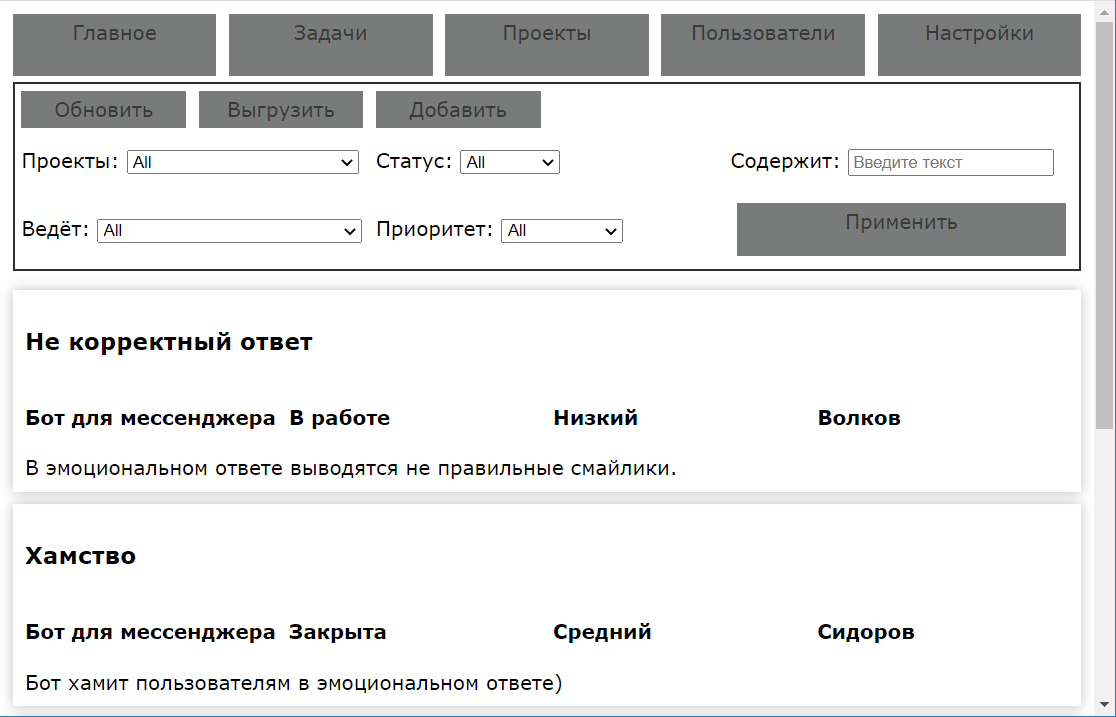 Главное Задачи Проекты Пользователи Настройки
Обновить Выгрузить Добавить
Проекты: All Статус: All Содержит: Введите текст
Ведёт: All Приоритет: All Применить
Не корректный ответ
Бот для мессенджера В работе Низкий Волков
В эмоциональном ответе выводятся не правильные смайлики.
Хамство
Бот для мессенджера Закрыта Средний Сидоров
Бот хамит пользователям в эмоциональном ответе)